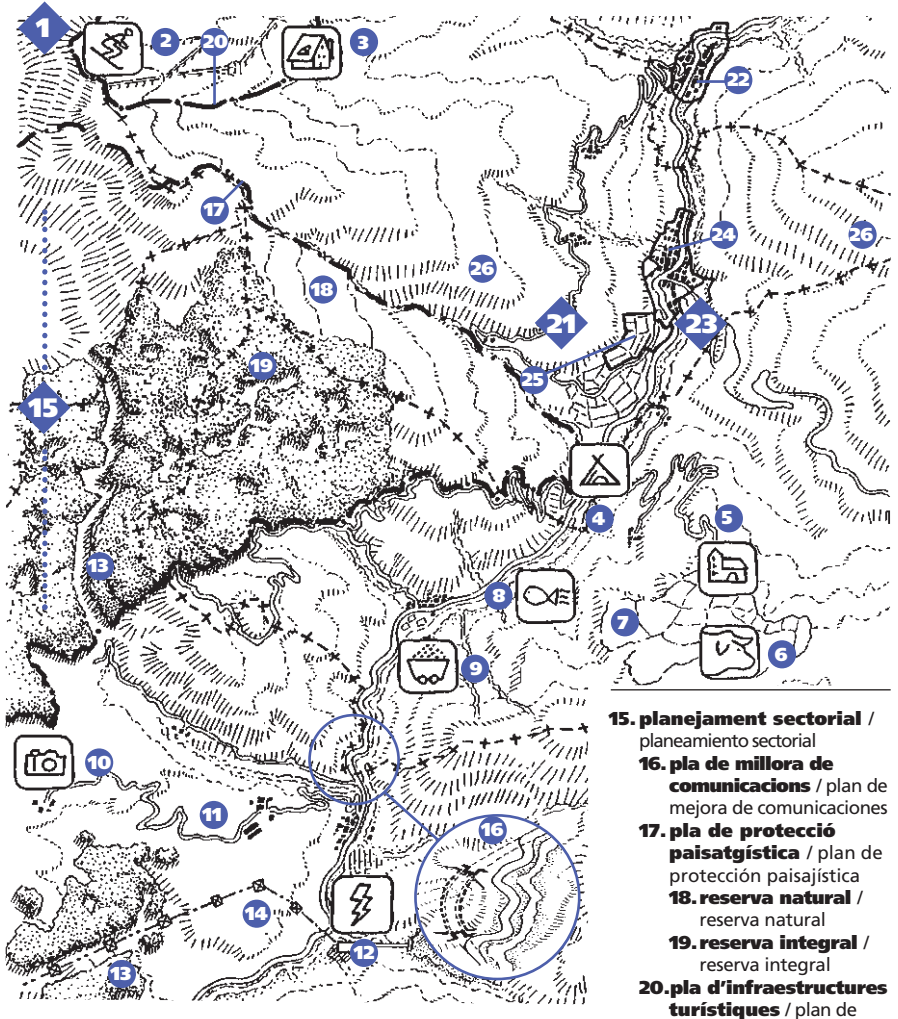 1
2
20
3
22
17
24
26
26
18
21
23
19
25
15
4
5
13
8
7
6
9
10
11
16
14
12
13
15. planejament sectorial /
planeamiento sectorial
16. pla de millora de
comunicacions / plan de
mejora de comunicaciones
17. pla de protecció
paisatgística / plan de
protección paisajística
18. reserva natural /
reserva natural
19. reserva integral /
reserva integral
20. pla d'infraestructures
turístiques / plan de